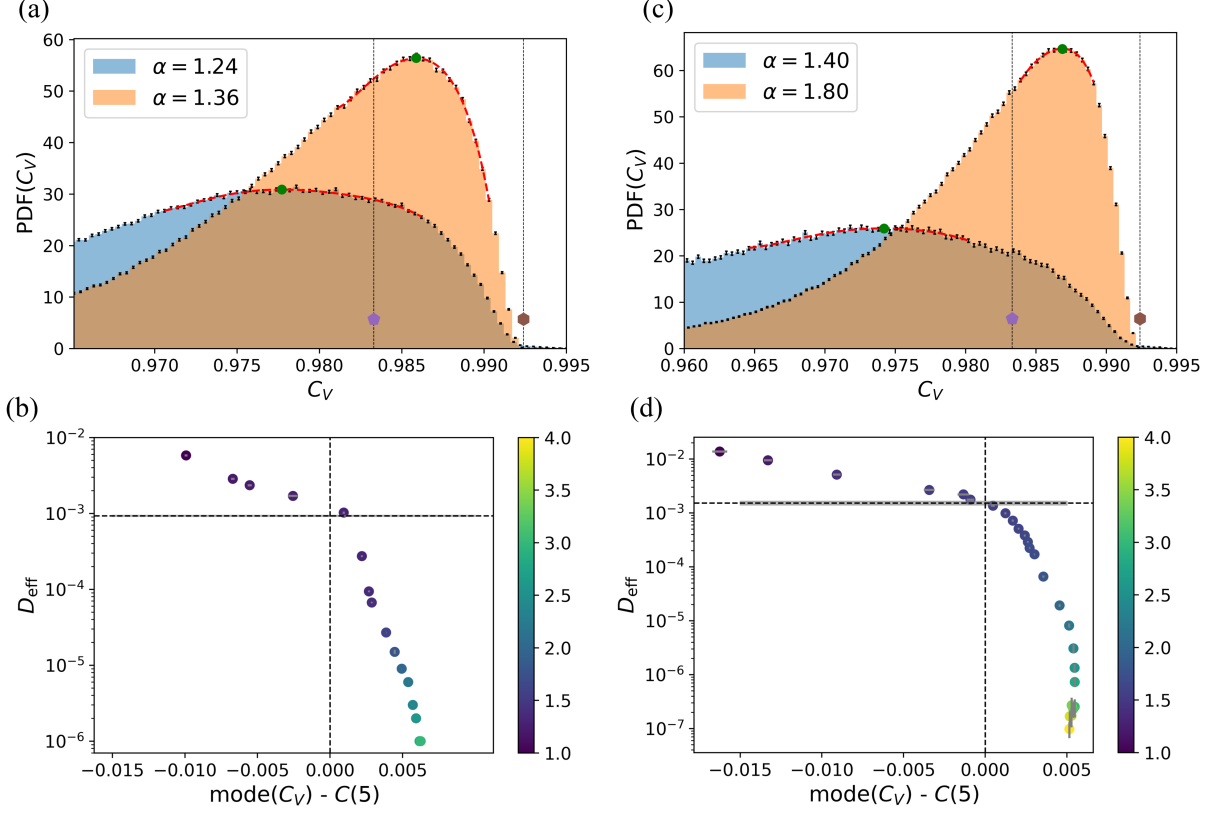 (a)
α = 1.24
α = 1.36
PDF(C_V)
60
50
40
30
20
10
0
0.970 0.975 0.980 0.985 0.990 0.995
C_V
(c)
α = 1.40
α = 1.80
PDF(C_V)
60
50
40
30
20
10
0
0.960 0.965 0.970 0.975 0.980 0.985 0.990 0.995
C_V
(b)
D_eff
10^−2
10^−3
10^−4
10^−5
10^−6
−0.015 −0.010 −0.005 0.000 0.005
mode(C_V) - C(5)
4.0
3.5
3.0
2.5
2.0
1.5
1.0
(d)
D_eff
10^−2
10^−3
10^−4
10^−5
10^−6
10^−7
−0.015 −0.010 −0.005 0.000 0.005
mode(C_V) - C(5)
4.0
3.5
3.0
2.5
2.0
1.5
1.0